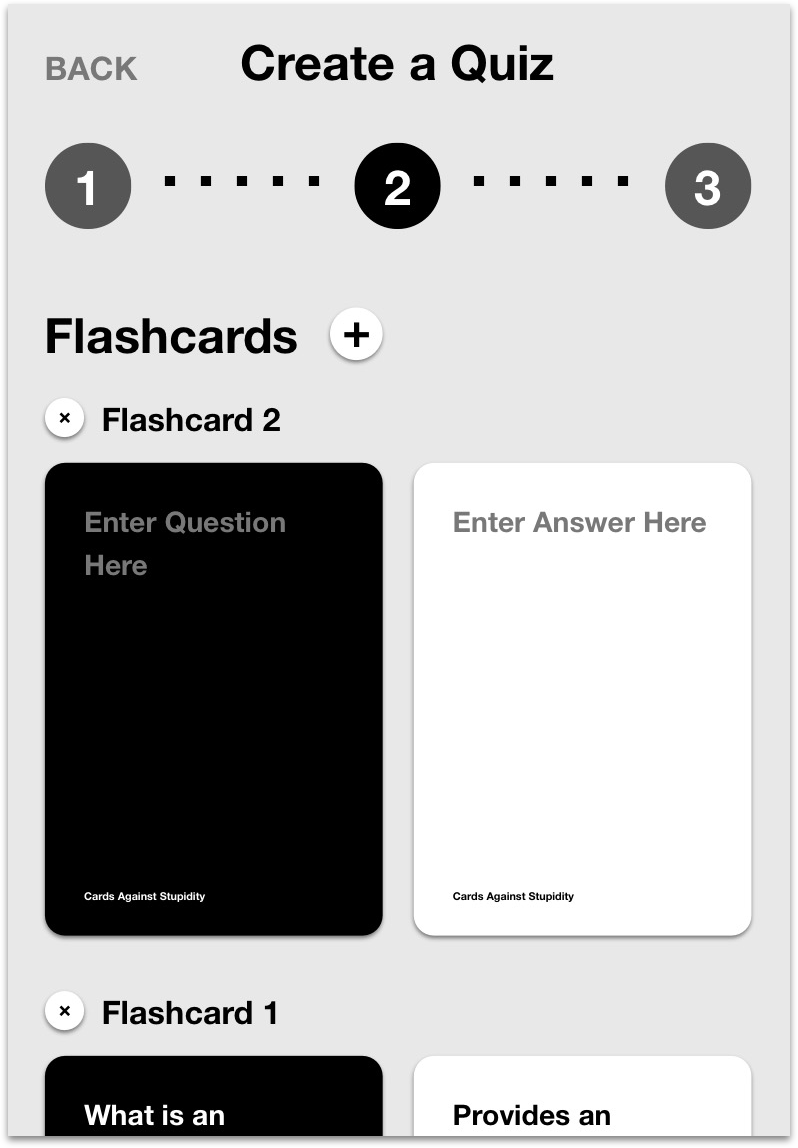 BACK
Create a Quiz
1
2
3
Flashcards +
× Flashcard 2
Enter Question
Here
Cards Against Stupidity
Enter Answer Here
Cards Against Stupidity
× Flashcard 1
What is an
Provides an